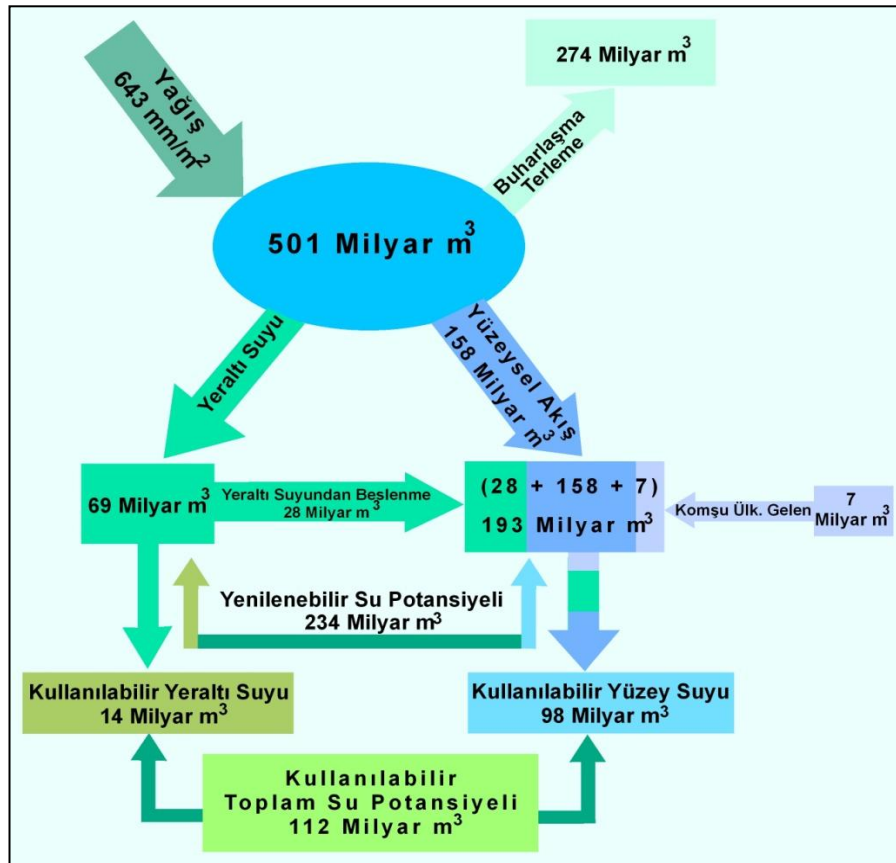 Yağış
643 mm/m²
274 Milyar m³
Buharlaşma
Terleme
501 Milyar m³
Yeraltı Suyu
Yüzeysel Akış
158 Milyar m³
69 Milyar m³
Yeraltı Suyundan Beslenme
28 Milyar m³
(28 + 158 + 7)
193 Milyar m³
Komşu Ülk. Gelen
7
Milyar m³
Yenilenebilir Su Potansiyeli
234 Milyar m³
Kullanılabilir Yeraltı Suyu
14 Milyar m³
Kullanılabilir Yüzey Suyu
98 Milyar m³
Kullanılabilir
Toplam Su Potansiyeli
112 Milyar m³